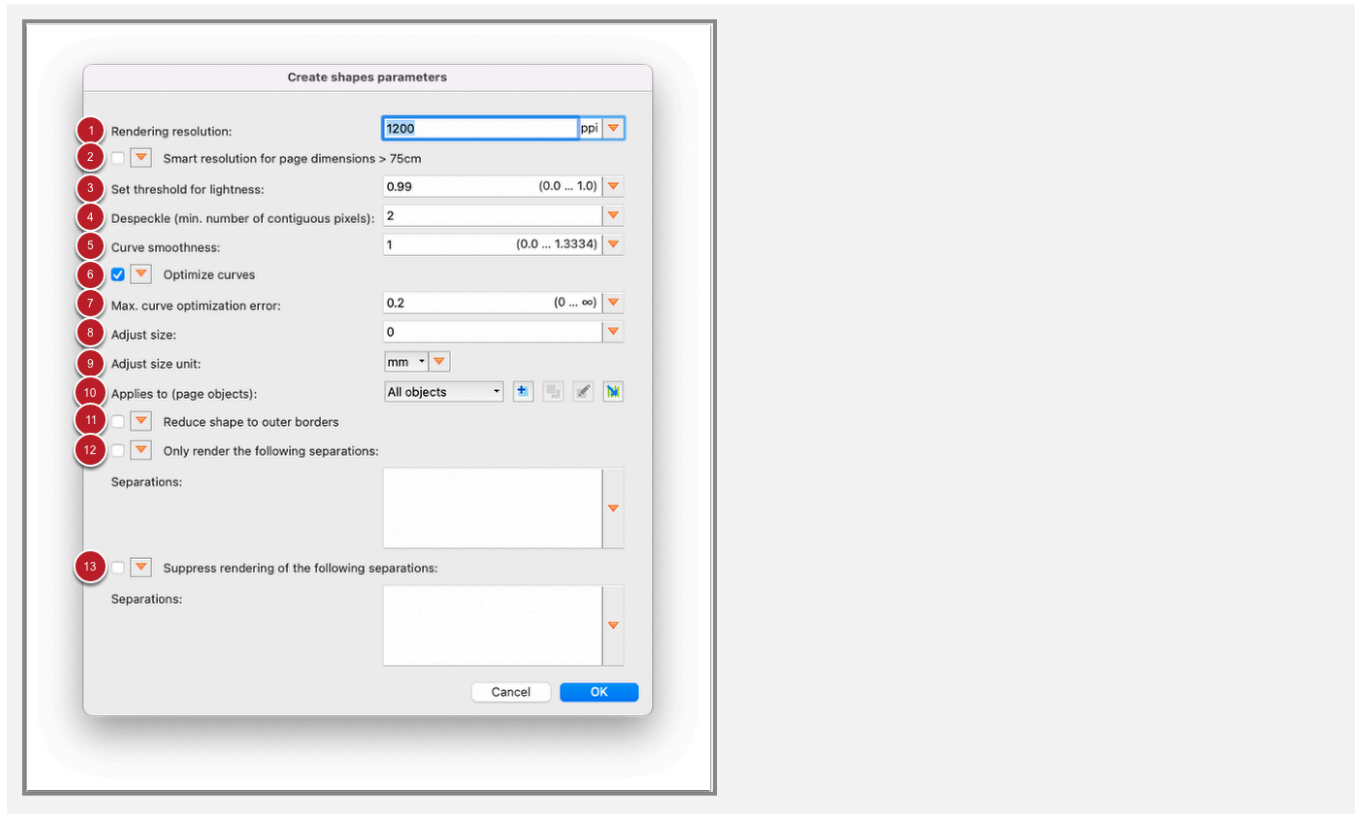 Create shapes parameters
1 Rendering resolution: 1200 ppi
2 Smart resolution for page dimensions > 75cm
3 Set threshold for lightness: 0.99 (0.0 ... 1.0)
4 Despeckle (min. number of contiguous pixels): 2
5 Curve smoothness: 1 (0.0 ... 1.3334)
6 Optimize curves
7 Max. curve optimization error: 0.2 (0 ... ∞)
8 Adjust size: 0
9 Adjust size unit: mm
10 Applies to (page objects): All objects
11 Reduce shape to outer borders
12 Only render the following separations:
Separations:
13 Suppress rendering of the following separations:
Separations:
Cancel OK